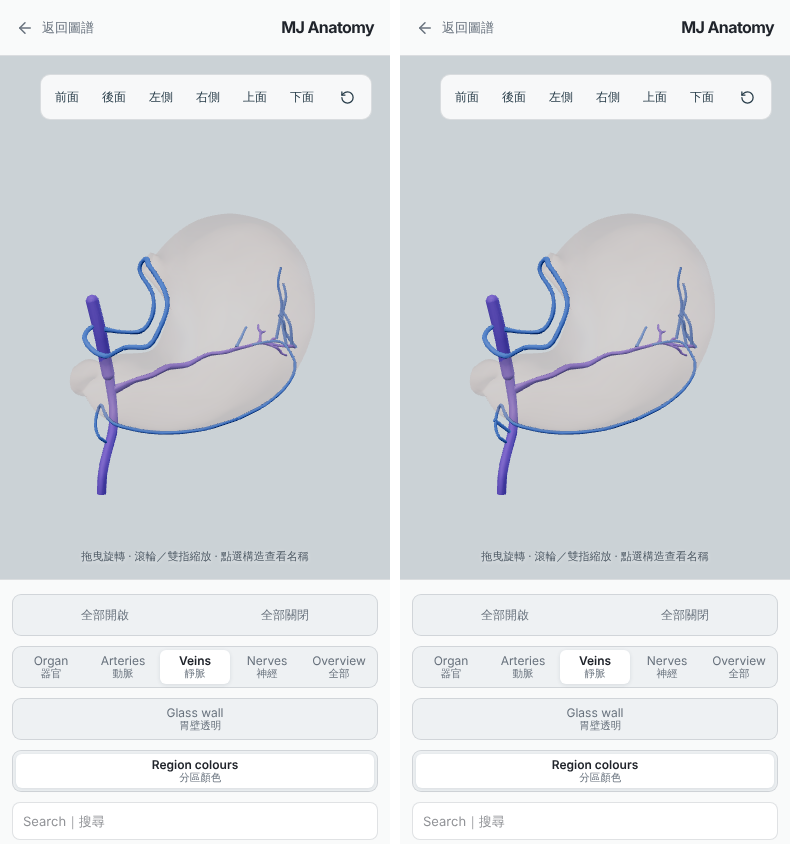 返回圖譜
MJ Anatomy
前面 後面 左側 右側 上面 下面
拖曳旋轉 · 滾輪／雙指縮放 · 點選構造查看名稱
全部開啟 全部關閉
Organ Arteries Veins Nerves Overview
器官 動脈 靜脈 神經 全部
Glass wall
胃壁透明
Region colours
分區顏色
Search｜搜尋
返回圖譜
MJ Anatomy
前面 後面 左側 右側 上面 下面
拖曳旋轉 · 滾輪／雙指縮放 · 點選構造查看名稱
全部開啟 全部關閉
Organ Arteries Veins Nerves Overview
器官 動脈 靜脈 神經 全部
Glass wall
胃壁透明
Region colours
分區顏色
Search｜搜尋